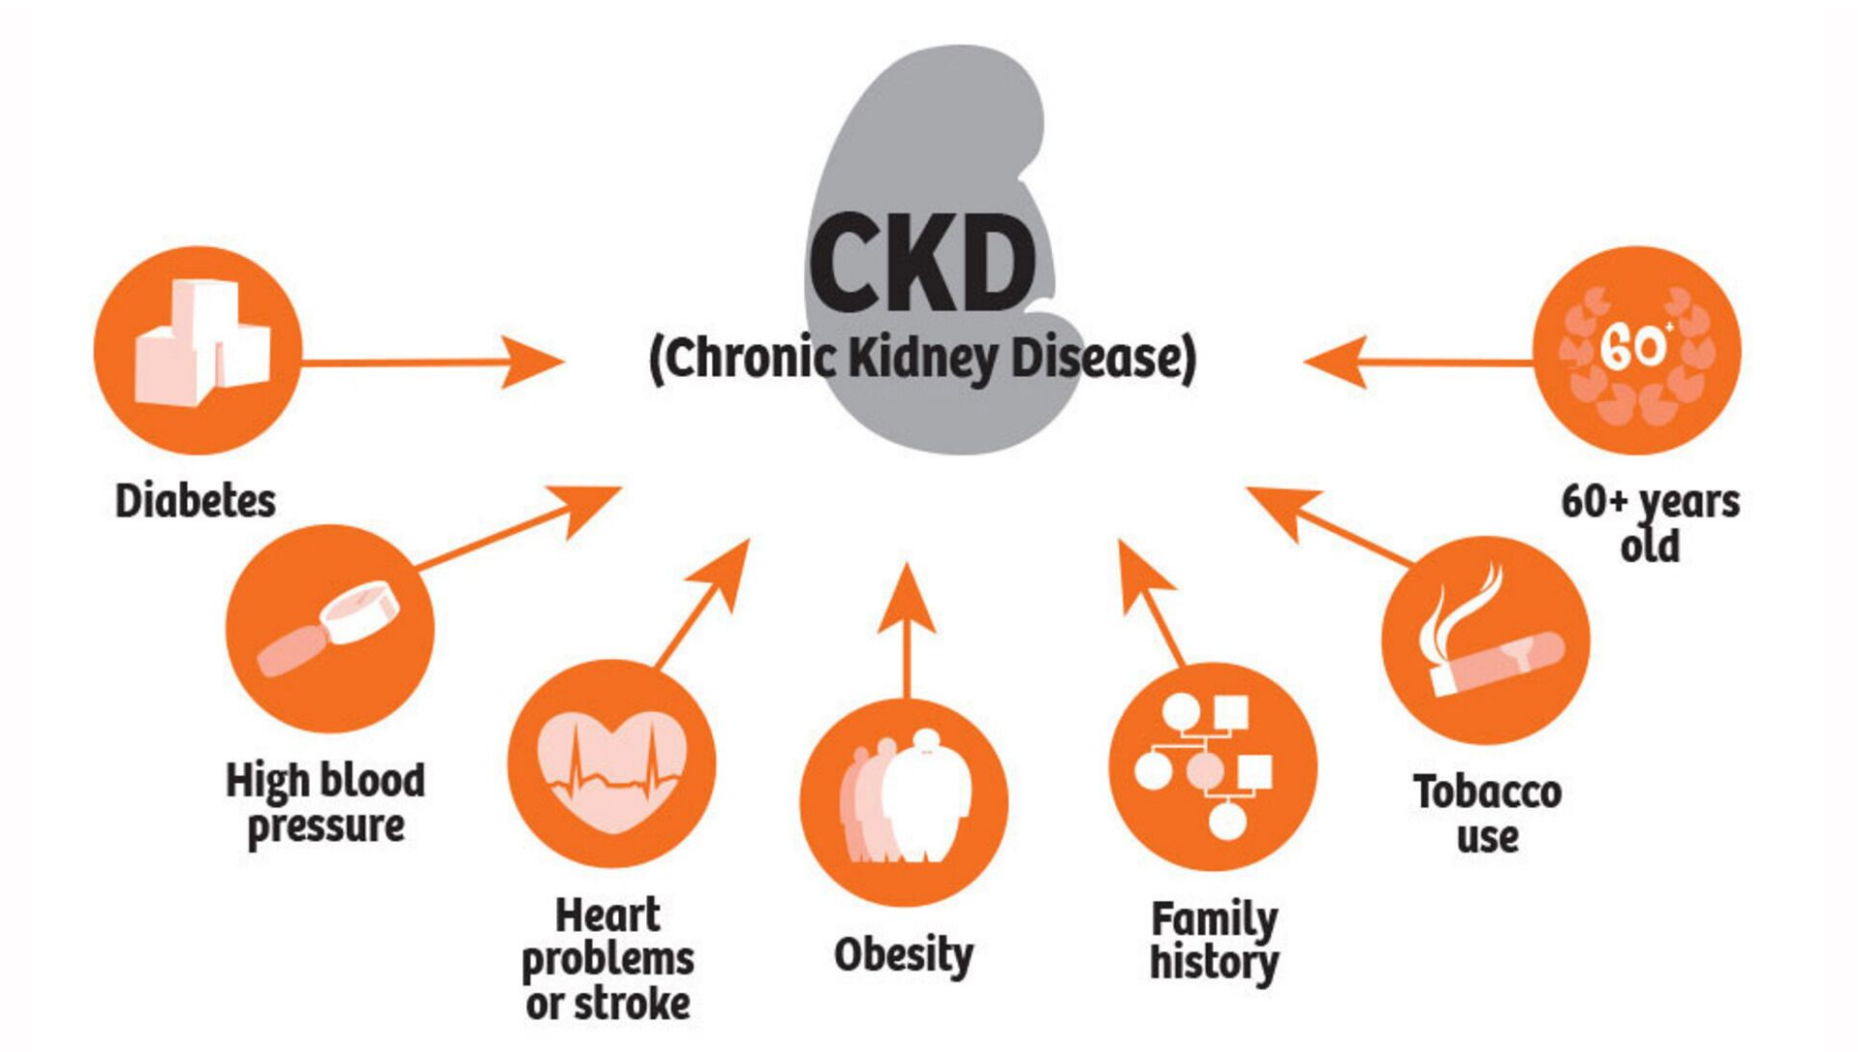 CKD
(Chronic Kidney Disease)
Diabetes
High blood
pressure
Heart
problems
or stroke
Obesity
Family
history
Tobacco
use
60+
60+ years
old